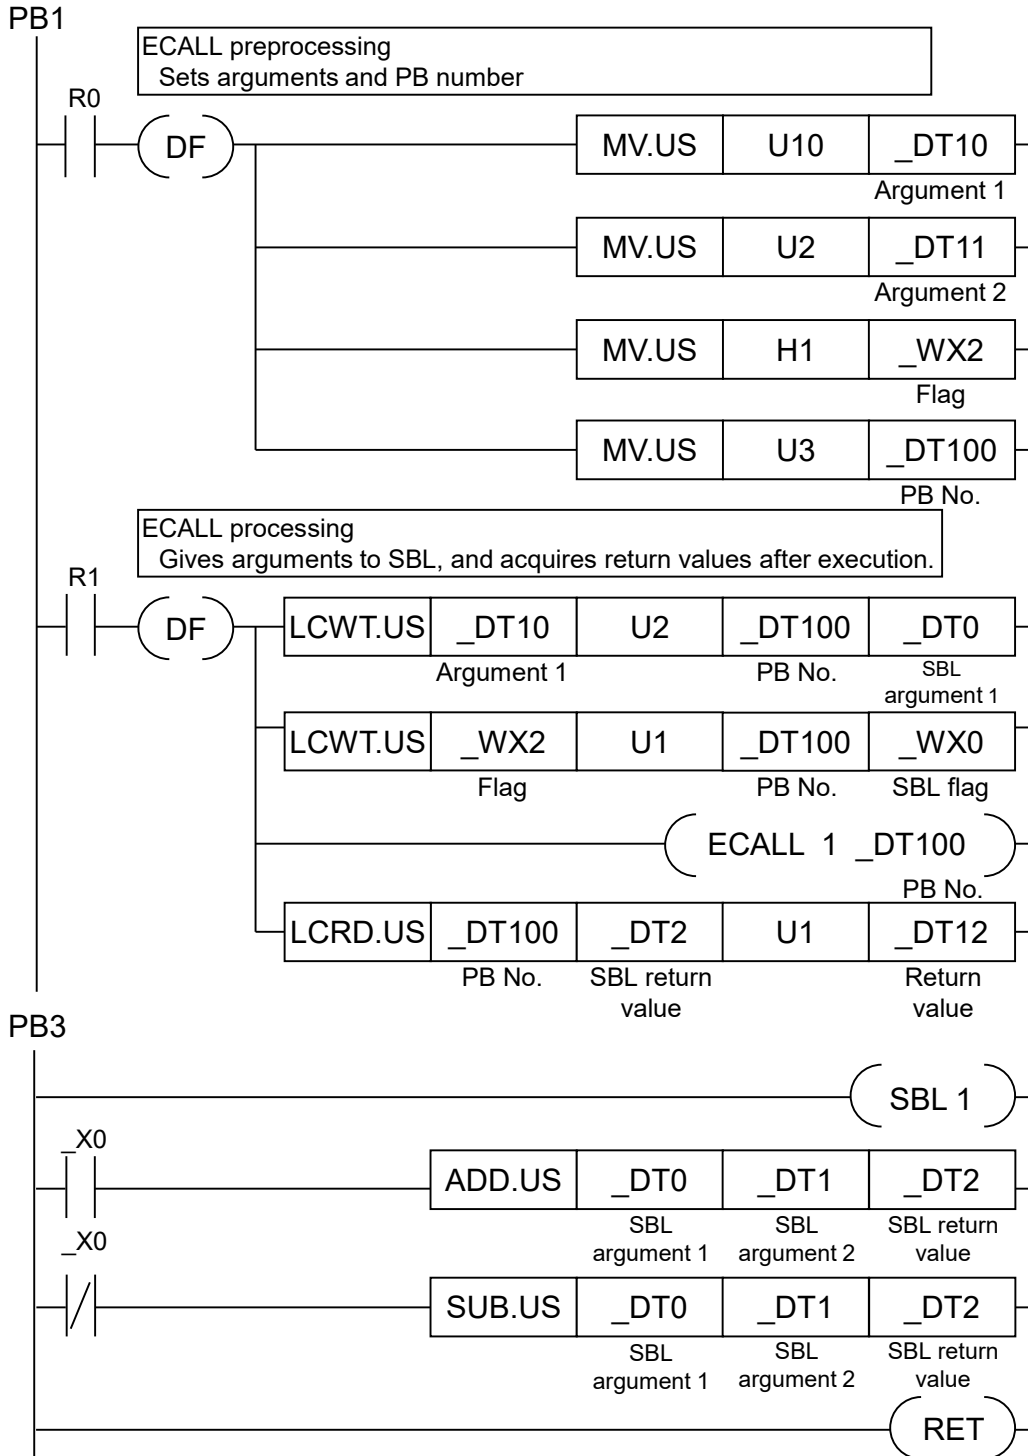 PB1
ECALL preprocessing
Sets arguments and PB number
R0
DF
MV.US U10 _DT10
Argument 1
MV.US U2 _DT11
Argument 2
MV.US H1 _WX2
Flag
MV.US U3 _DT100
PB No.
ECALL processing
Gives arguments to SBL, and acquires return values after execution.
R1
DF
LCWT.US _DT10 U2 _DT100 _DT0
Argument 1 PB No. SBL
argument 1
LCWT.US _WX2 U1 _DT100 _WX0
Flag PB No. SBL flag
ECALL 1 _DT100
PB No.
LCRD.US _DT100 _DT2 U1 _DT12
PB No. SBL return Return
value value
PB3
SBL 1
_X0
ADD.US _DT0 _DT1 _DT2
SBL SBL SBL return
argument 1 argument 2 value
_X0
SUB.US _DT0 _DT1 _DT2
SBL SBL SBL return
argument 1 argument 2 value
RET